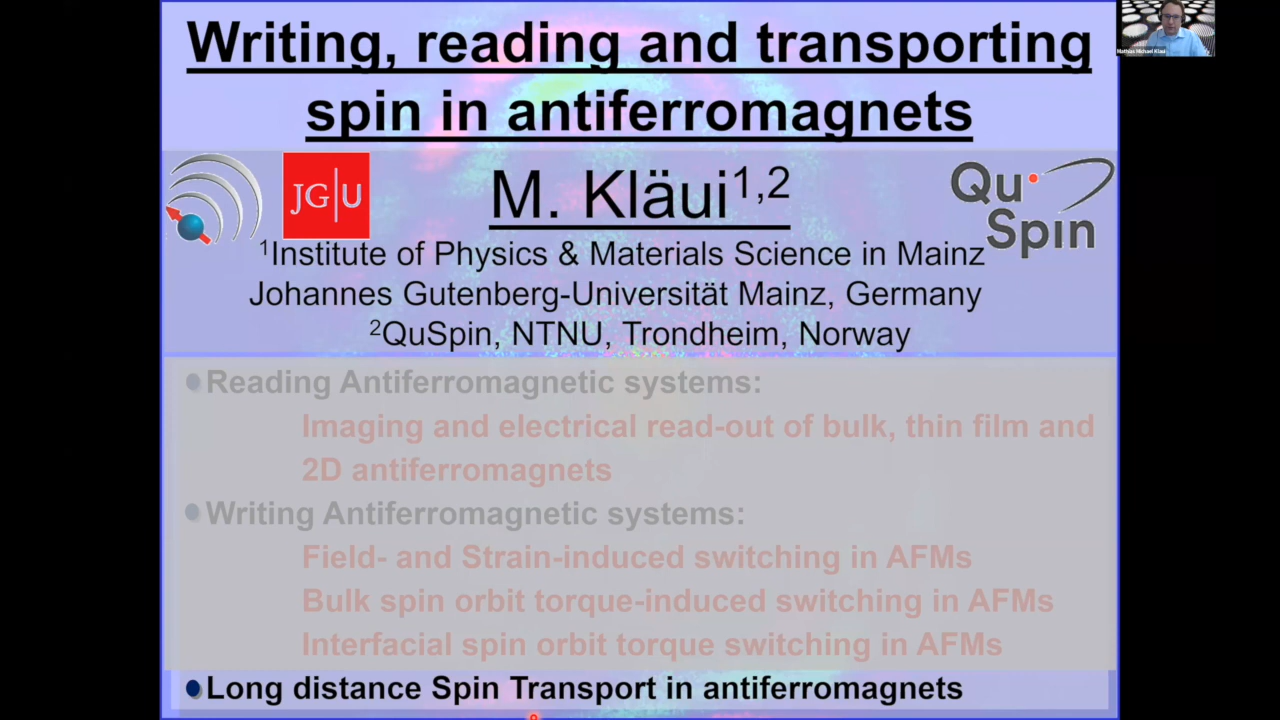 Writing, reading and transporting
spin in antiferromagnets
Mathias Michael Kläui
JG|U
M. Kläui1,2
Qu
Spin
1Institute of Physics & Materials Science in Mainz
Johannes Gutenberg-Universität Mainz, Germany
2QuSpin, NTNU, Trondheim, Norway
Reading Antiferromagnetic systems:
Imaging and electrical read-out of bulk, thin film and
2D antiferromagnets
Writing Antiferromagnetic systems:
Field- and Strain-induced switching in AFMs
Bulk spin orbit torque-induced switching in AFMs
Interfacial spin orbit torque switching in AFMs
Long distance Spin Transport in antiferromagnets